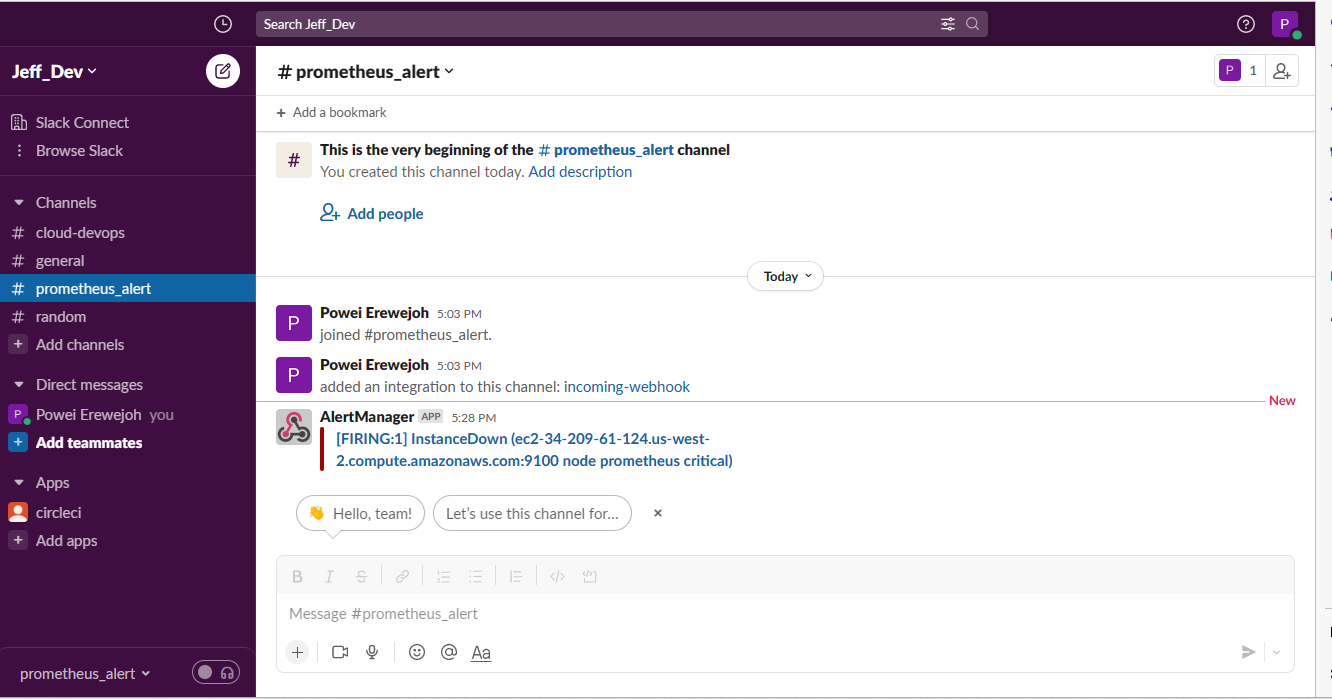 Search Jeff_Dev
P
Jeff_Dev
# prometheus_alert
P 1
+ Add a bookmark
Slack Connect
Browse Slack
Channels
# cloud-devops
# general
# prometheus_alert
# random
+ Add channels
Direct messages
P Powei Erewejoh you
+ Add teammates
Apps
circleci
+ Add apps
prometheus_alert
# This is the very beginning of the # prometheus_alert channel
You created this channel today. Add description
Add people
Today
P Powei Erewejoh 5:03 PM
joined #prometheus_alert.
P Powei Erewejoh 5:03 PM
added an integration to this channel: incoming-webhook
New
AlertManager APP 5:28 PM
[FIRING:1] InstanceDown (ec2-34-209-61-124.us-west-
2.compute.amazonaws.com:9100 node prometheus critical)
👋 Hello, team! Let’s use this channel for... ×
B I S
Message #prometheus_alert
+ @ Aa